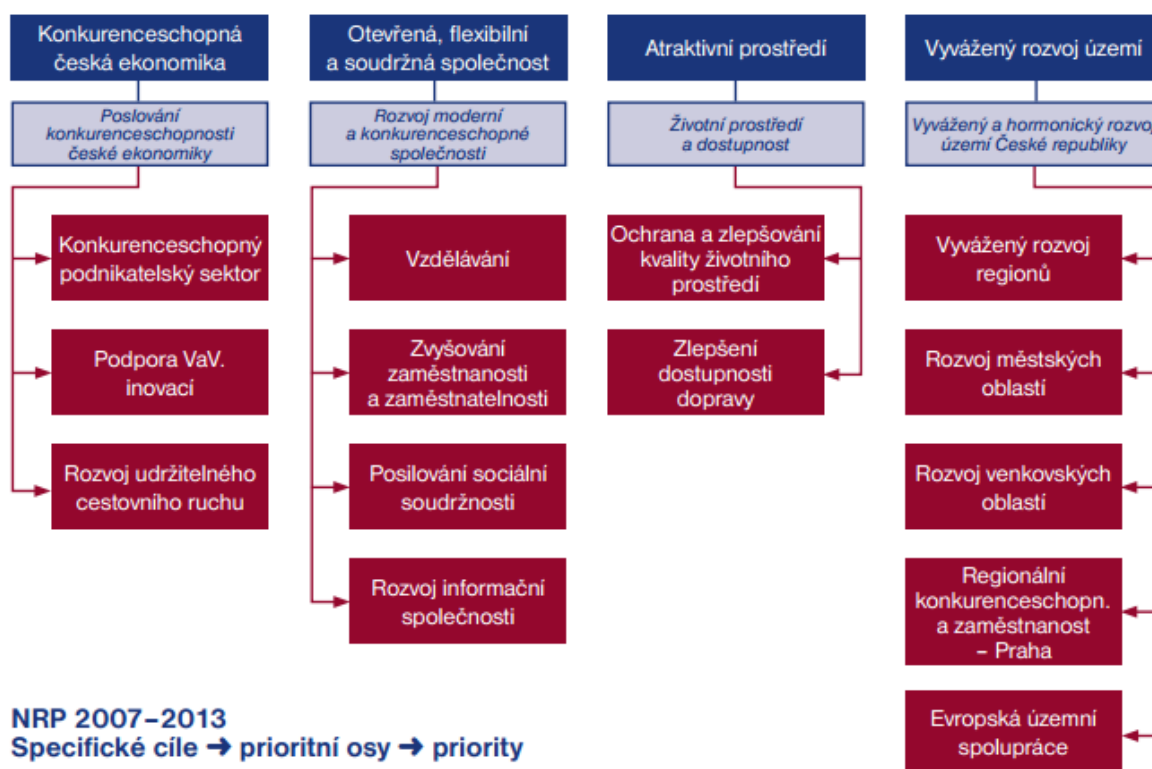 Konkurenceschopná
česká ekonomika
Poslování
konkurenceschopnosti
české ekonomiky
Konkurenceschopný
podnikatelský sektor
Podpora VaV.
inovací
Rozvoj udržitelného
cestovního ruchu
Otevřená, flexibilní
a soudržná společnost
Rozvoj moderní
a konkurenceschopné
společnosti
Vzdělávání
Zvyšování
zaměstnanosti
a zaměstnatelnosti
Posilování sociální
soudržnosti
Rozvoj informační
společnosti
Atraktivní prostředí
Životní prostředí
a dostupnost
Ochrana a zlepšování
kvality životního
prostředí
Zlepšení
dostupnosti
dopravy
Vyvážený rozvoj území
Vyvážený a hormonický rozvoj
území České republiky
Vyvážený rozvoj
regionů
Rozvoj městských
oblastí
Rozvoj venkovských
oblastí
Regionální
konkurenceschopn.
a zaměstnanost
– Praha
Evropská územní
spolupráce
NRP 2007–2013
Specifické cíle ➔ prioritní osy ➔ priority